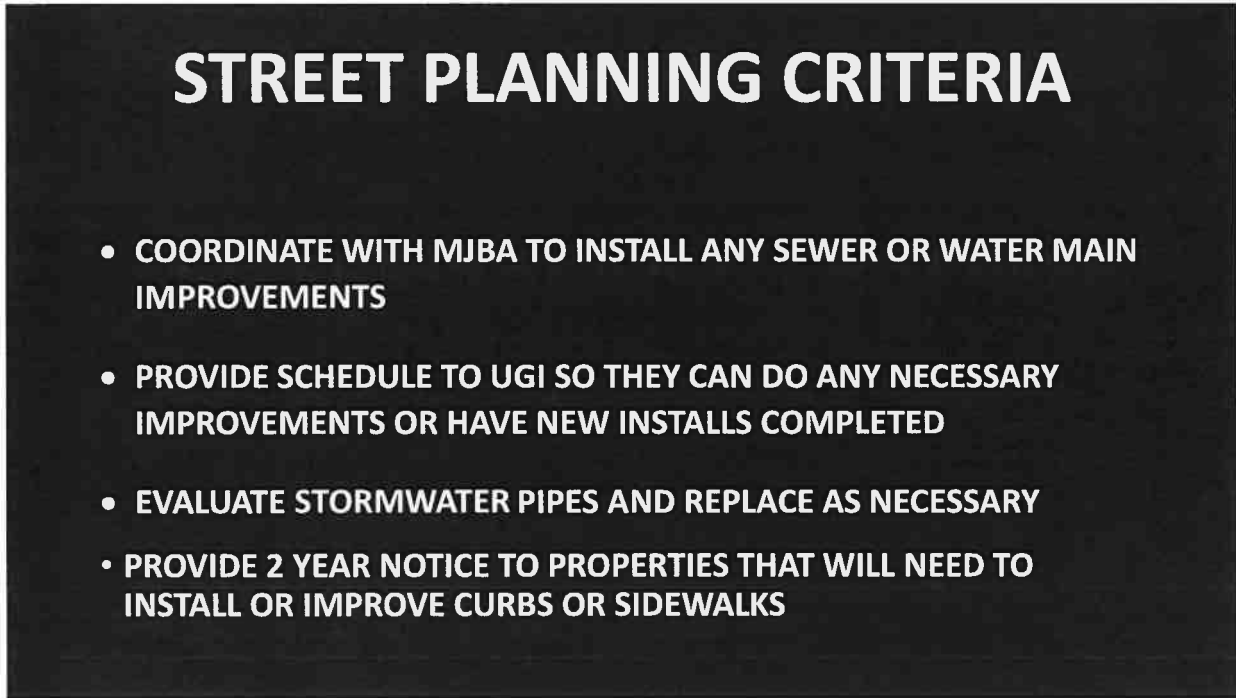 STREET PLANNING CRITERIA
• COORDINATE WITH MJBA TO INSTALL ANY SEWER OR WATER MAIN
IMPROVEMENTS
• PROVIDE SCHEDULE TO UGI SO THEY CAN DO ANY NECESSARY
IMPROVEMENTS OR HAVE NEW INSTALLS COMPLETED
• EVALUATE STORMWATER PIPES AND REPLACE AS NECESSARY
• PROVIDE 2 YEAR NOTICE TO PROPERTIES THAT WILL NEED TO
INSTALL OR IMPROVE CURBS OR SIDEWALKS